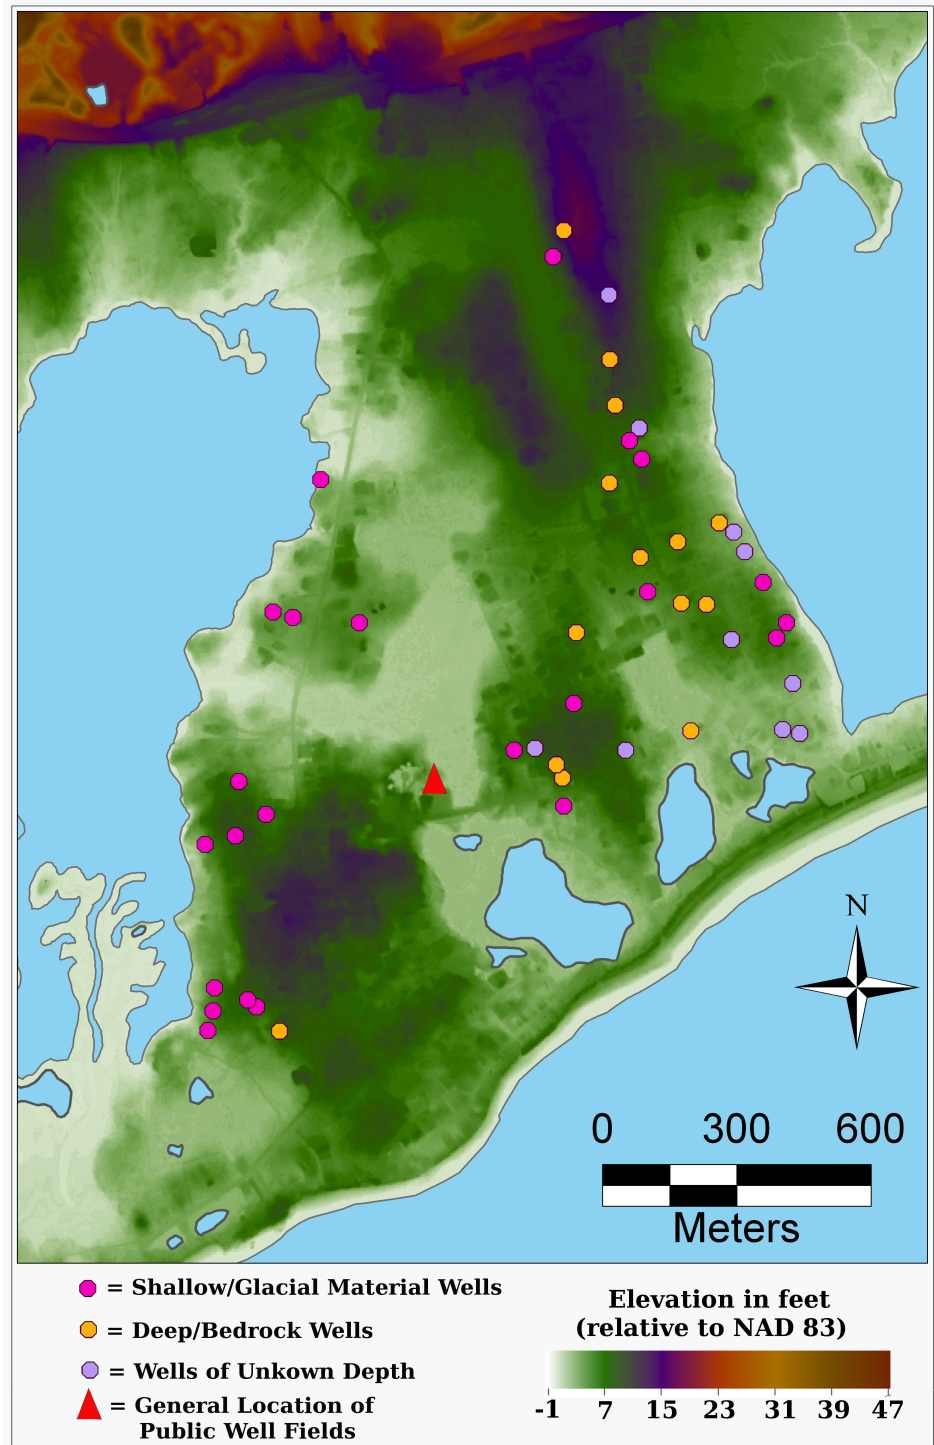 N
0 300 600
Meters
= Shallow/Glacial Material Wells
= Deep/Bedrock Wells
= Wells of Unkown Depth
= General Location of
Public Well Fields
Elevation in feet
(relative to NAD 83)
-1 7 15 23 31 39 47